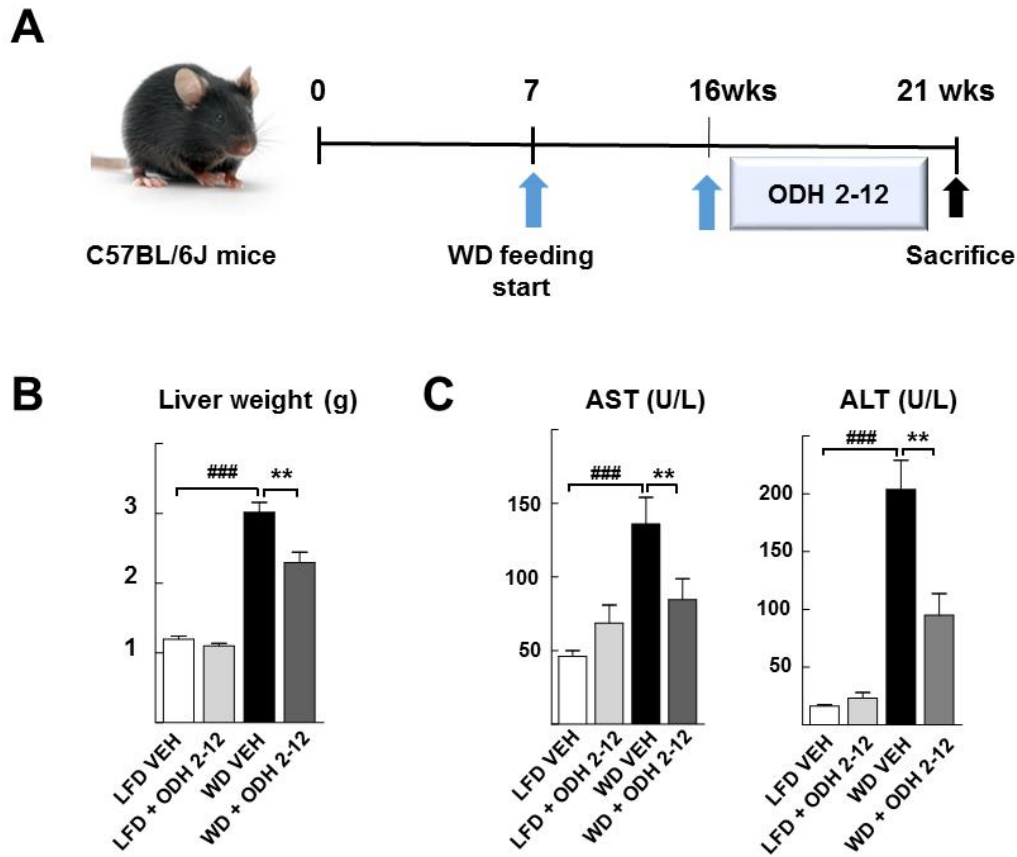 A
0 7 16wks 21 wks
ODH 2-12
C57BL/6J mice
WD feeding
start
Sacrifice
B
Liver weight (g)
###
**
3
2
1
LFD VEH
LFD + ODH 2-12
WD VEH
WD + ODH 2-12
C
AST (U/L)
###
**
150
100
50
LFD VEH
LFD + ODH 2-12
WD VEH
WD + ODH 2-12
ALT (U/L)
###
**
200
150
100
50
LFD VEH
LFD + ODH 2-12
WD VEH
WD + ODH 2-12